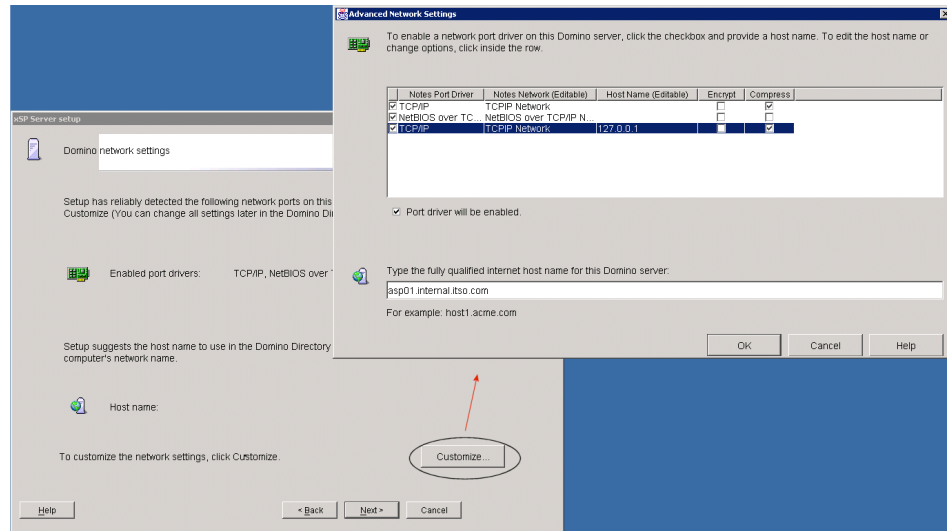 Advanced Network Settings
To enable a network port driver on this Domino server, click the checkbox and provide a host name. To edit the host name or
change options, click inside the row.
Notes Port Driver Notes Network (Editable) Host Name (Editable) Encrypt Compress
TCP/IP TCPIP Network
NetBIOS over TC... NetBIOS over TCP/IP N...
TCP/IP TCPIP Network 127.0.0.1
Port driver will be enabled.
Type the fully qualified internet host name for this Domino server:
asp01.internal.itso.com
For example: host1.acme.com
OK Cancel Help
xSP Server setup
Domino network settings
Setup has reliably detected the following network ports on this
Customize (You can change all settings later in the Domino
Enabled port drivers: TCP/IP, NetBIOS over
Setup suggests the host name to use in the Domino Directory
computer's network name.
Host name:
To customize the network settings, click Customize.
Customize...
Help < Back Next > Cancel